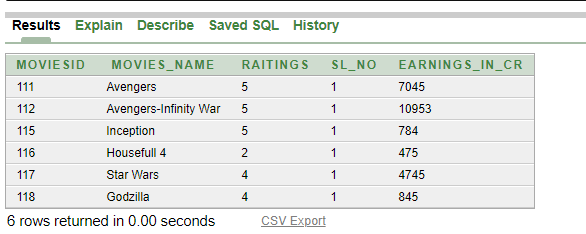 Results Explain Describe Saved SQL History
MOVIESID MOVIES_NAME RAITINGS SL_NO EARNINGS_IN_CR
111 Avengers 5 1 7045
112 Avengers-Infinity War 5 1 10953
115 Inception 5 1 784
116 Housefull 4 2 1 475
117 Star Wars 4 1 4745
118 Godzilla 4 1 845
6 rows returned in 0.00 seconds CSV Export